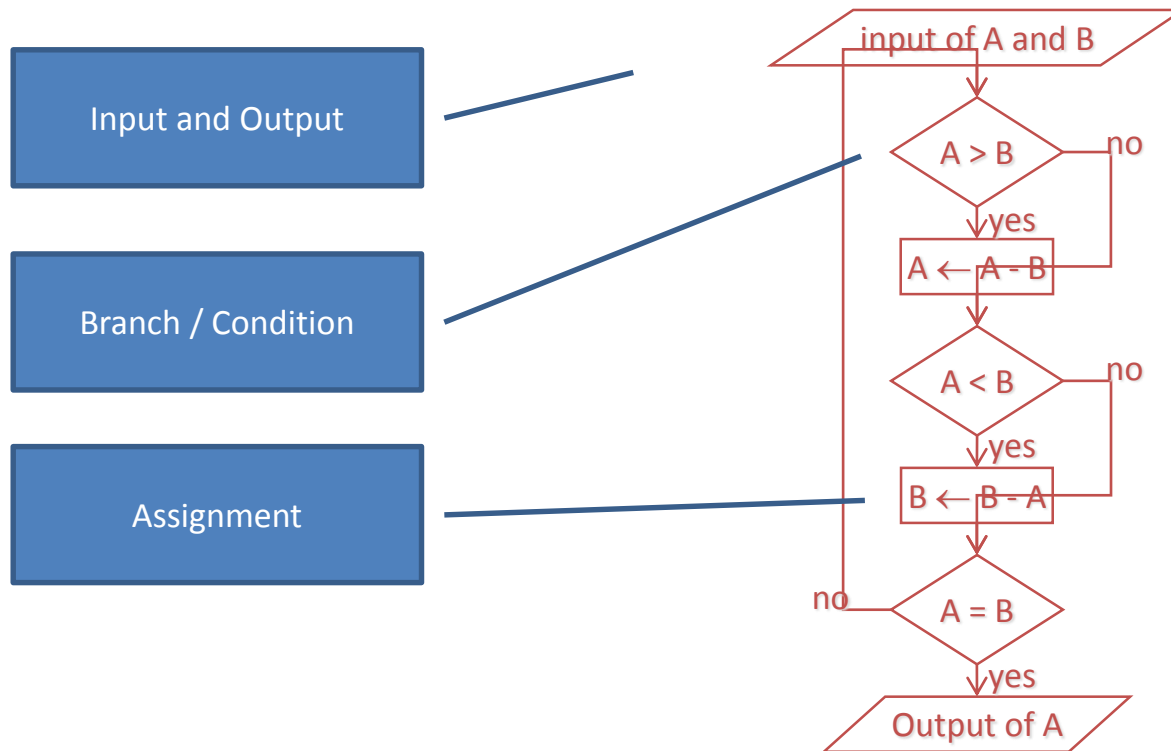 Input and Output
Branch / Condition
Assignment
input of A and B
A > B
no
yes
A ← A - B
A < B
no
yes
B ← B - A
no
A = B
yes
Output of A